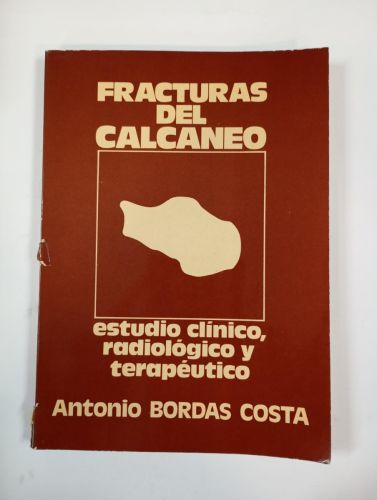 FRACTURAS
DEL
CALCANEO
estudio clínico,
radiológico y
terapéutico
Antonio BORDAS COSTA